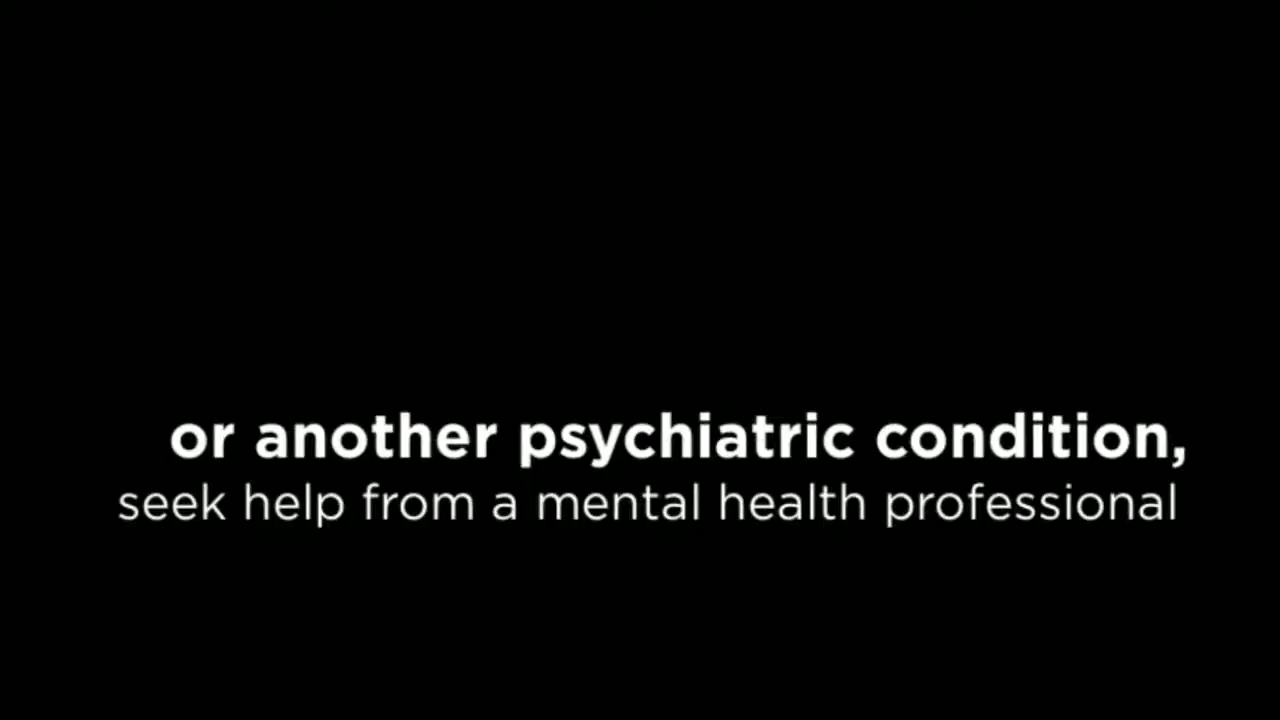 or another psychiatric condition,
seek help from a mental health professional